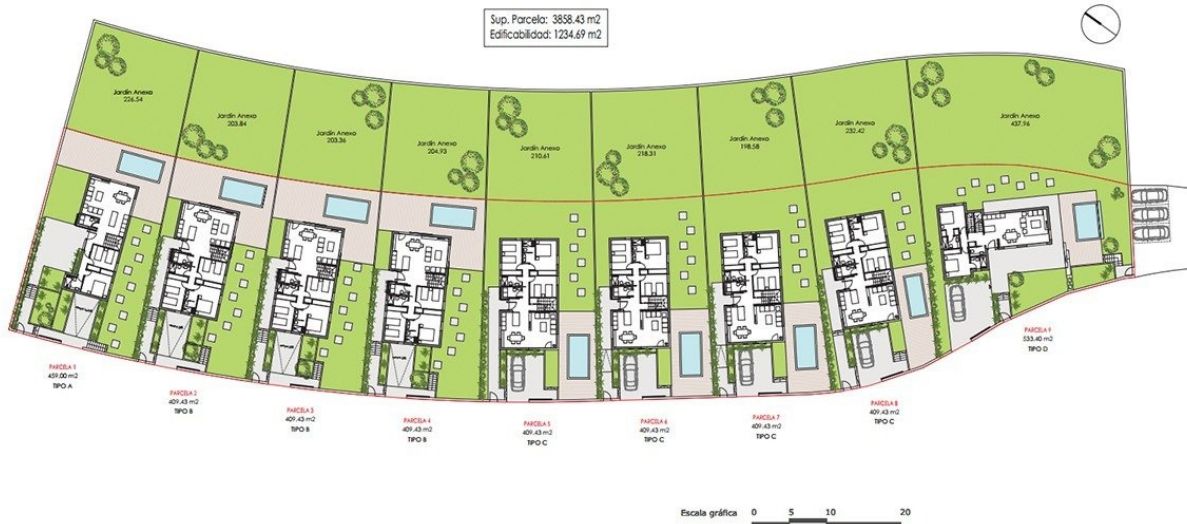 Sup. Parcela: 3858.43 m2
Edificabilidad: 1234.69 m2
Jardín Anexo
226.54
Jardín Anexo
203.84
Jardín Anexo
203.36
Jardín Anexo
204.93
Jardín Anexo
210.61
Jardín Anexo
218.31
Jardín Anexo
198.58
Jardín Anexo
232.42
Jardín Anexo
437.96
PARCELA 1
459.00 m2
TIPO A
PARCELA 2
409.43 m2
TIPO B
PARCELA 3
409.43 m2
TIPO B
PARCELA 4
409.43 m2
TIPO B
PARCELA 5
409.43 m2
TIPO C
PARCELA 6
409.43 m2
TIPO C
PARCELA 7
409.43 m2
TIPO C
PARCELA 8
409.43 m2
TIPO C
PARCELA 9
533.40 m2
TIPO D
Escala gráfica 0 5 10 20